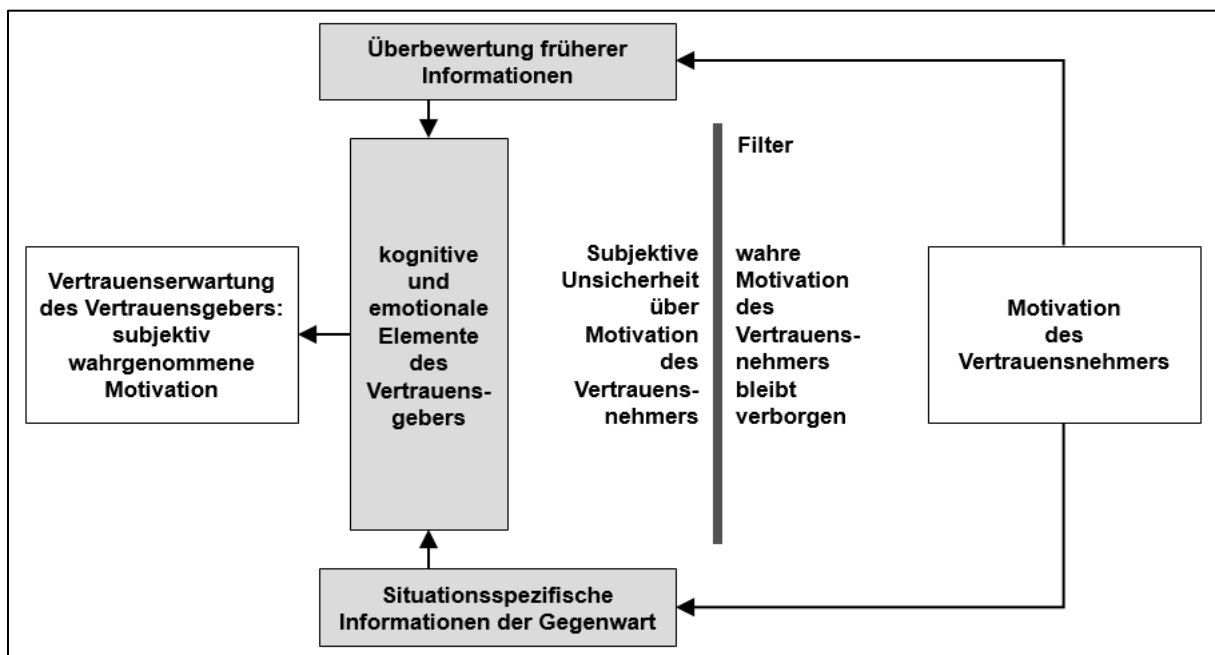 Überbewertung früherer
Informationen
Filter
Vertrauenserwartung
des Vertrauensgebers:
subjektiv
wahrgenommene
Motivation
kognitive
und
emotionale
Elemente
des
Vertrauens-
gebers
Subjektive
Unsicherheit
über
Motivation
des
Vertrauens-
nehmers
wahre
Motivation
des
Vertrauens-
nehmers
bleibt
verborgen
Motivation
des
Vertrauensnehmers
Situationsspezifische
Informationen der Gegenwart